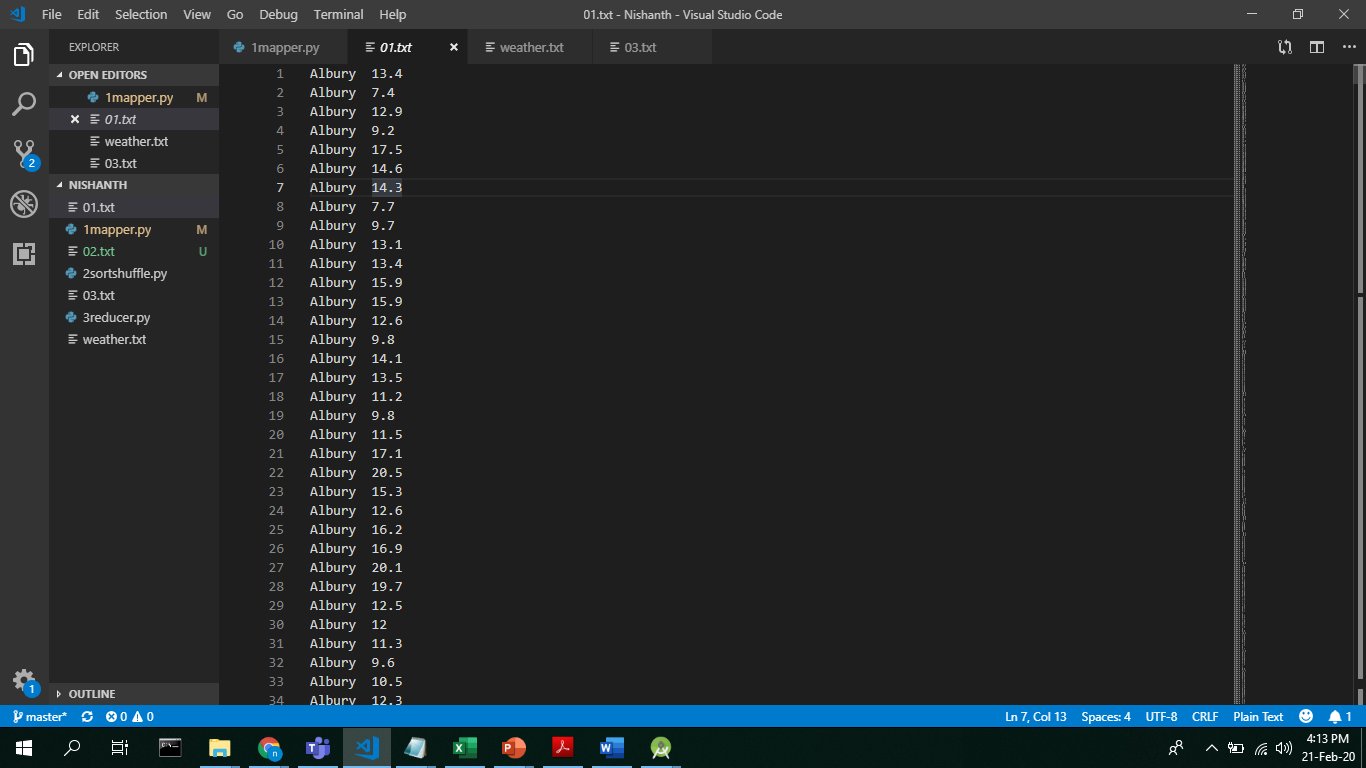 File Edit Selection View Go Debug Terminal Help
01.txt - Nishanth - Visual Studio Code
EXPLORER
OPEN EDITORS
1mapper.py M
01.txt
weather.txt
03.txt
NISHANTH
01.txt
1mapper.py M
02.txt U
2sortshuffle.py
03.txt
3reducer.py
weather.txt
OUTLINE
2
1
1mapper.py 01.txt weather.txt 03.txt
1 Albury 13.4
2 Albury 7.4
3 Albury 12.9
4 Albury 9.2
5 Albury 17.5
6 Albury 14.6
7 Albury 14.3
8 Albury 7.7
9 Albury 9.7
10 Albury 13.1
11 Albury 13.4
12 Albury 15.9
13 Albury 15.9
14 Albury 12.6
15 Albury 9.8
16 Albury 14.1
17 Albury 13.5
18 Albury 11.2
19 Albury 9.8
20 Albury 11.5
21 Albury 17.1
22 Albury 20.5
23 Albury 15.3
24 Albury 12.6
25 Albury 16.2
26 Albury 16.9
27 Albury 20.1
28 Albury 19.7
29 Albury 12.5
30 Albury 12
31 Albury 11.3
32 Albury 9.6
33 Albury 10.5
34 Albury 12.3
master* 0 0
Ln 7, Col 13 Spaces: 4 UTF-8 CRLF Plain Text 1
4:13 PM
21-Feb-20